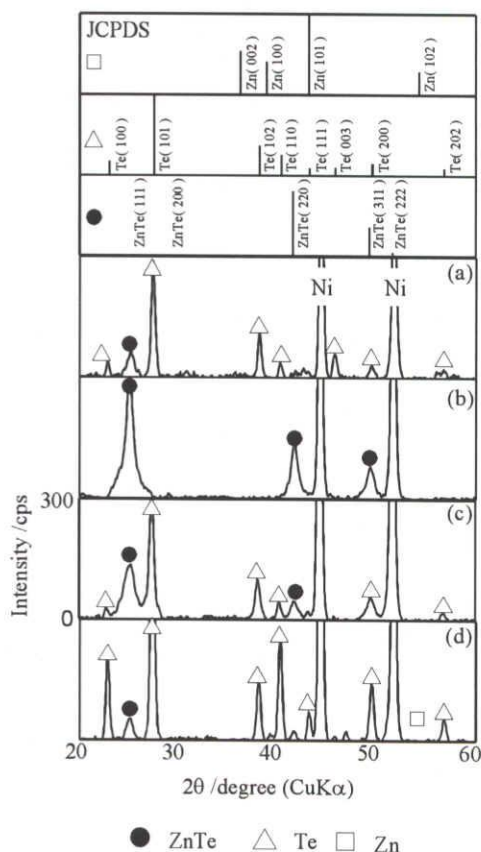 JCPDS
Zn(002)
Zn(100)
Zn(101)
Zn(102)
Te(100)
Te(101)
Te(102)
Te(110)
Te(111)
Te(003)
Te(200)
Te(202)
ZnTe(111)
ZnTe(200)
ZnTe(220)
ZnTe(311)
ZnTe(222)
Ni
Ni
(a)
(b)
300
(c)
0
(d)
Intensity /cps
20 30 40 50 60
2θ /degree (CuKα)
ZnTe Te Zn